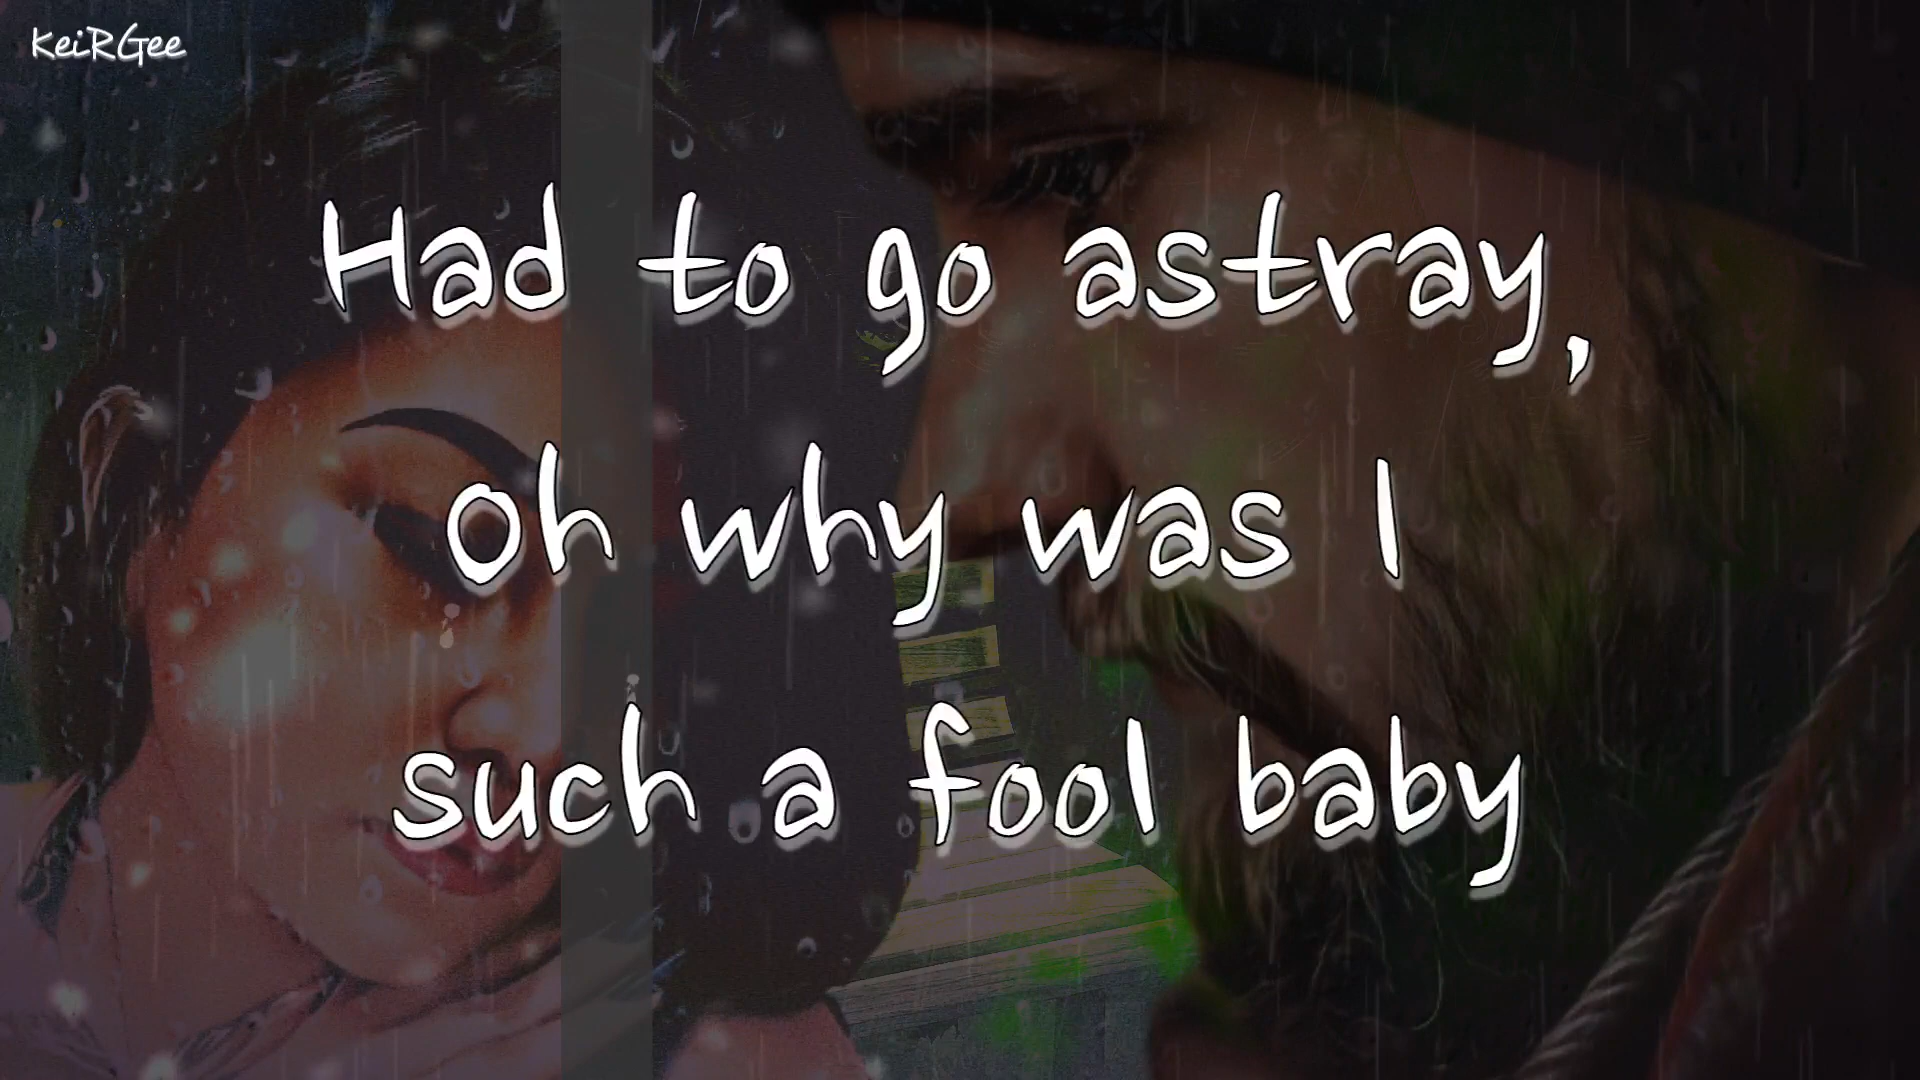 KeiRGee
Had to go astray,
oh why was I
such a fool baby